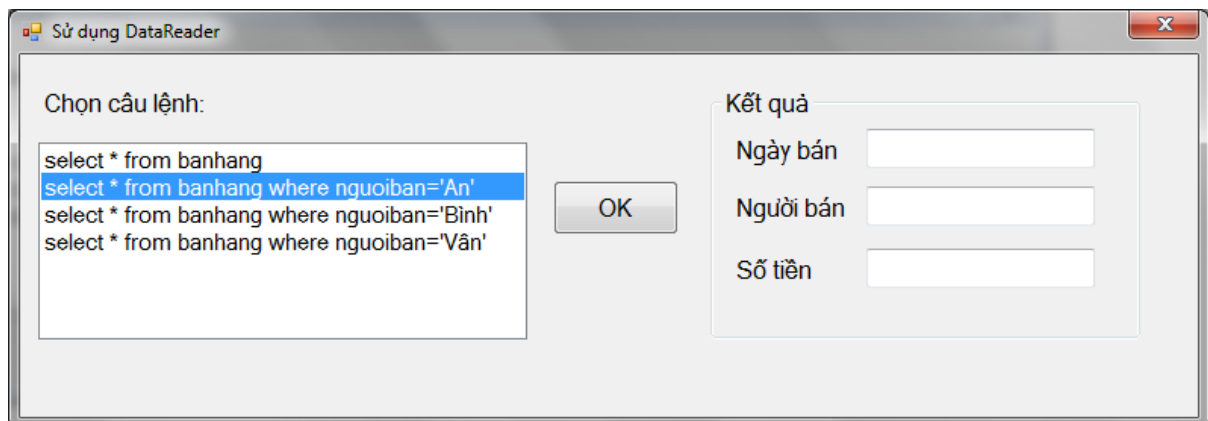 Sử dụng DataReader
Chọn câu lệnh:
select * from banhang
select * from banhang where nguoiban='An'
select * from banhang where nguoiban='Bình'
select * from banhang where nguoiban='Vân'
OK
Kết quả
Ngày bán
Người bán
Số tiền